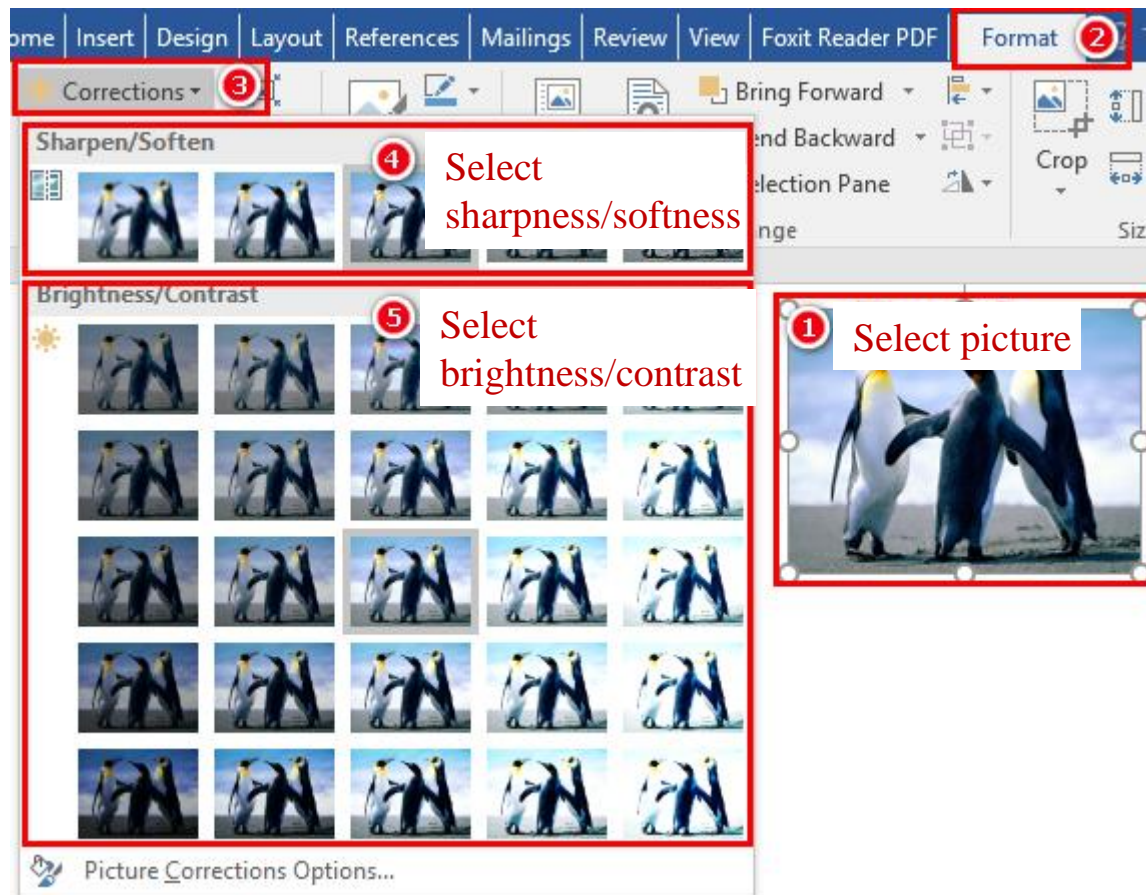 ome Insert Design Layout References Mailings Review View Foxit Reader PDF Format 2
Corrections 3
Bring Forward
Sharpen/Soften
4 Select
sharpness/softness
end Backward
election Pane
Crop
nge
Siz
Brightness/Contrast
5 Select
brightness/contrast
1 Select picture
Picture Corrections Options...